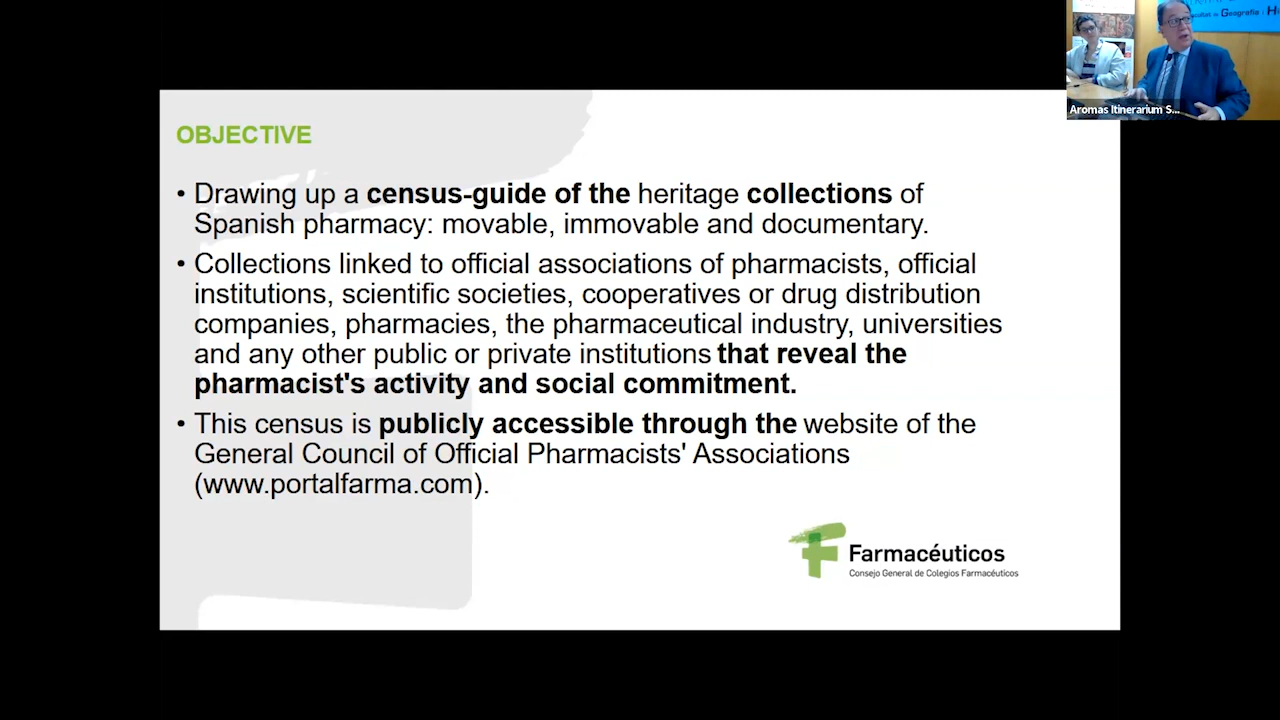 Facultat de Geografia i H
Aromas Itinerarium S...
OBJECTIVE
• Drawing up a census-guide of the heritage collections of
Spanish pharmacy: movable, immovable and documentary.
• Collections linked to official associations of pharmacists, official
institutions, scientific societies, cooperatives or drug distribution
companies, pharmacies, the pharmaceutical industry, universities
and any other public or private institutions that reveal the
pharmacist's activity and social commitment.
• This census is publicly accessible through the website of the
General Council of Official Pharmacists' Associations
(www.portalfarma.com).
Farmacéuticos
Consejo General de Colegios Farmacéuticos